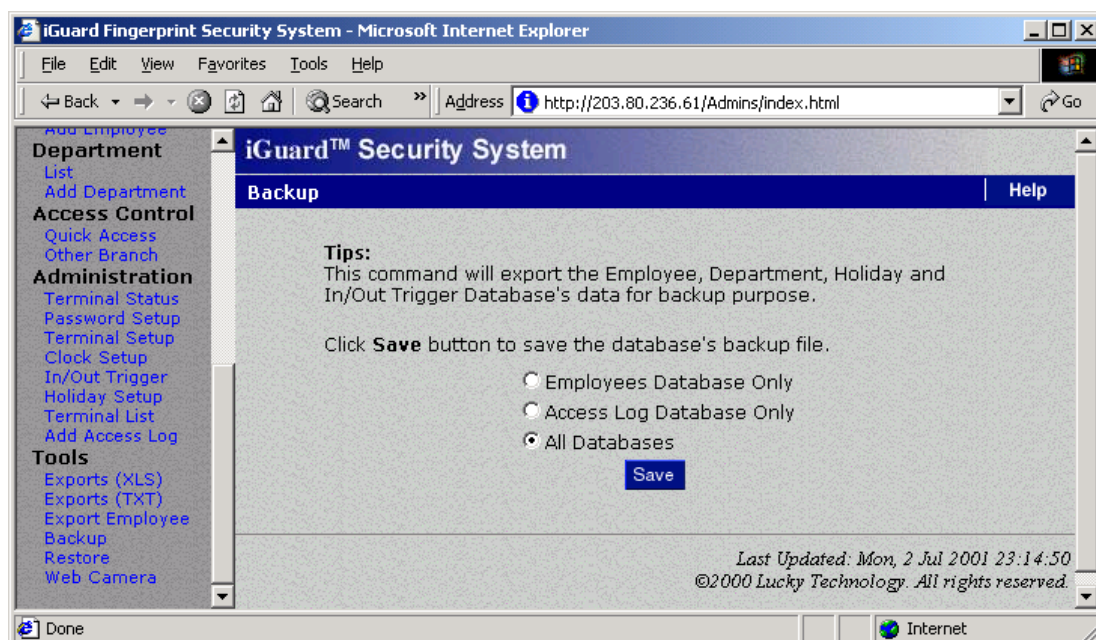 iGuard Fingerprint Security System - Microsoft Internet Explorer
File Edit View Favorites Tools Help
Back Search » Address http://203.80.236.61/Admins/index.html Go
Add Employee
Department
List
Add Department
Access Control
Quick Access
Other Branch
Administration
Terminal Status
Password Setup
Terminal Setup
Clock Setup
In/Out Trigger
Holiday Setup
Terminal List
Add Access Log
Tools
Exports (XLS)
Exports (TXT)
Export Employee
Backup
Restore
Web Camera
iGuard™ Security System
Backup Help
Tips:
This command will export the Employee, Department, Holiday and
In/Out Trigger Database's data for backup purpose.
Click Save button to save the database's backup file.
Employees Database Only
Access Log Database Only
All Databases
Save
Last Updated: Mon, 2 Jul 2001 23:14:50
©2000 Lucky Technology. All rights reserved.
Done Internet